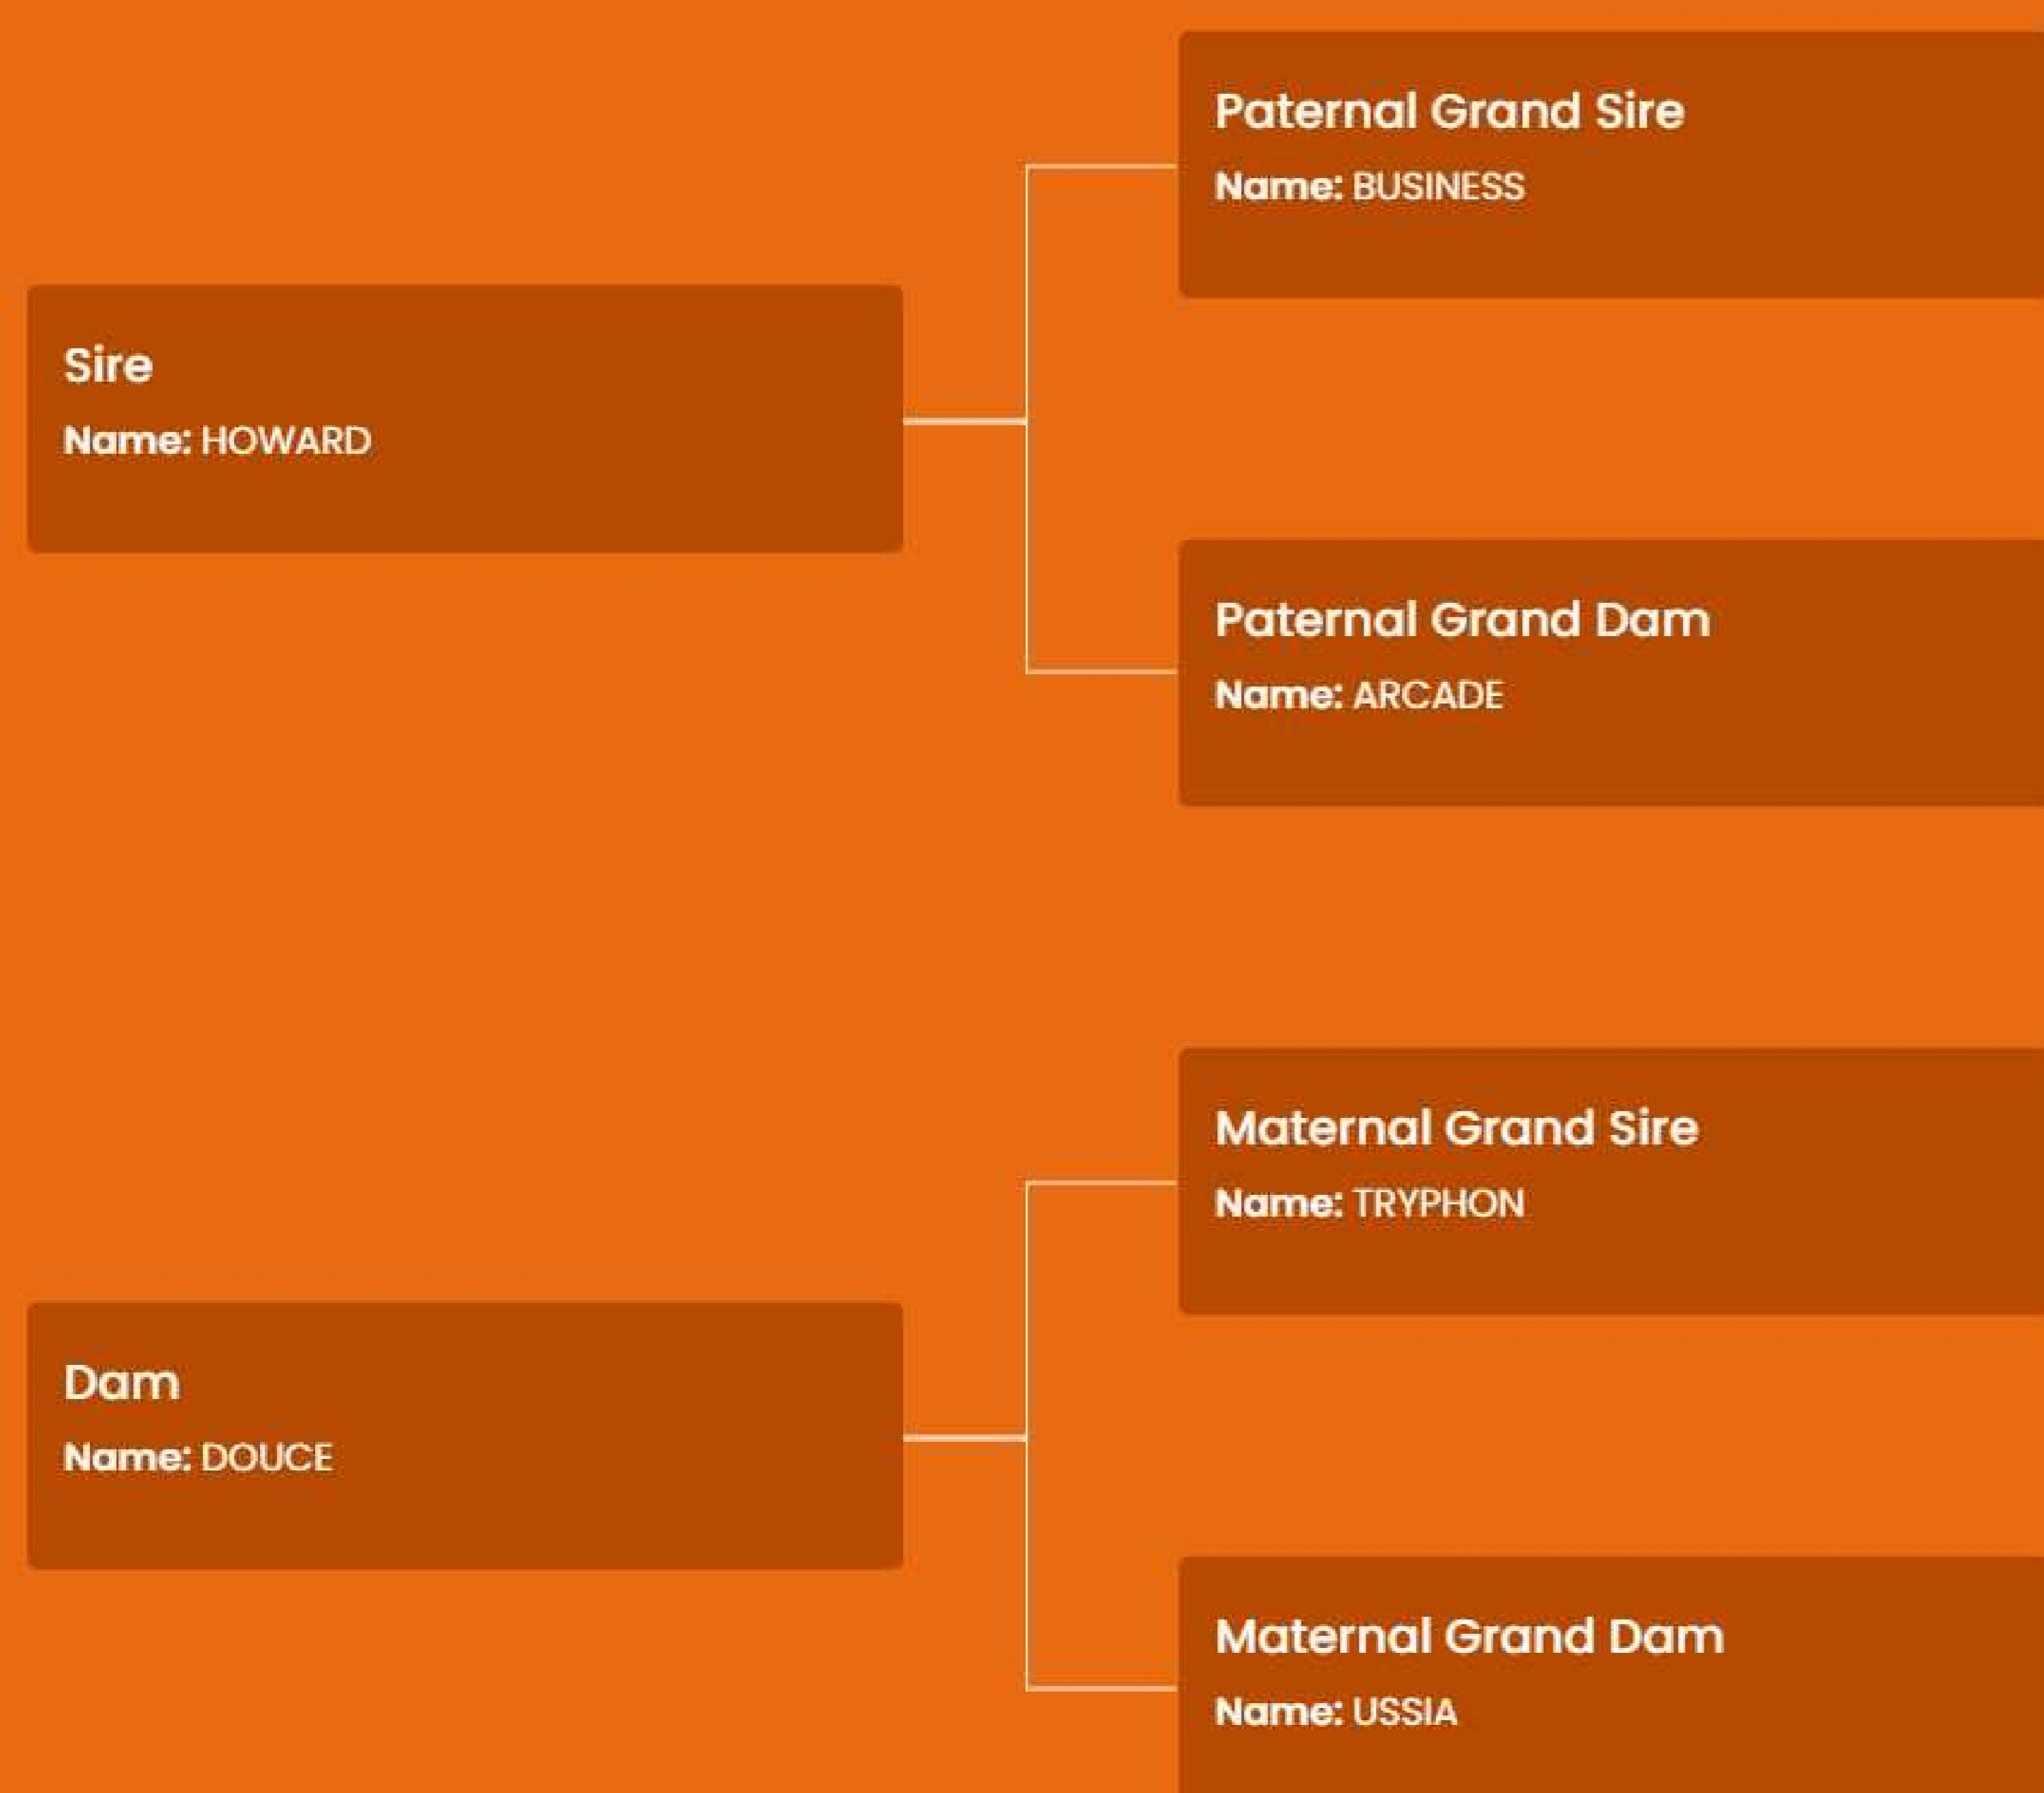 Paternal Grand Sire
Name: BUSINESS
Sire
Name: HOWARD
Paternal Grand Dam
Name: ARCADE
Maternal Grand Sire
Name: TRYPHON
Dam
Name: DOUCE
Maternal Grand Dam
Name: USSIA